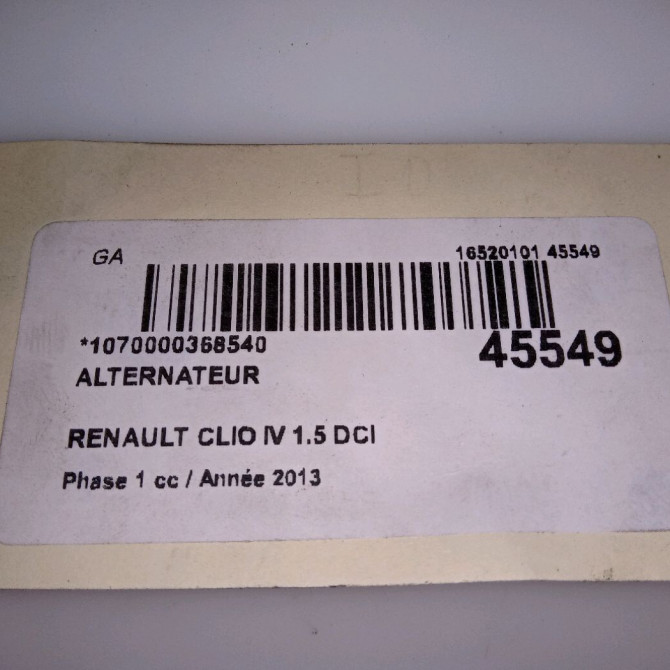 GA 16520101 45549
*1070000368540 45549
ALTERNATEUR
RENAULT CLIO IV 1.5 DCI
Phase 1 cc / Année 2013